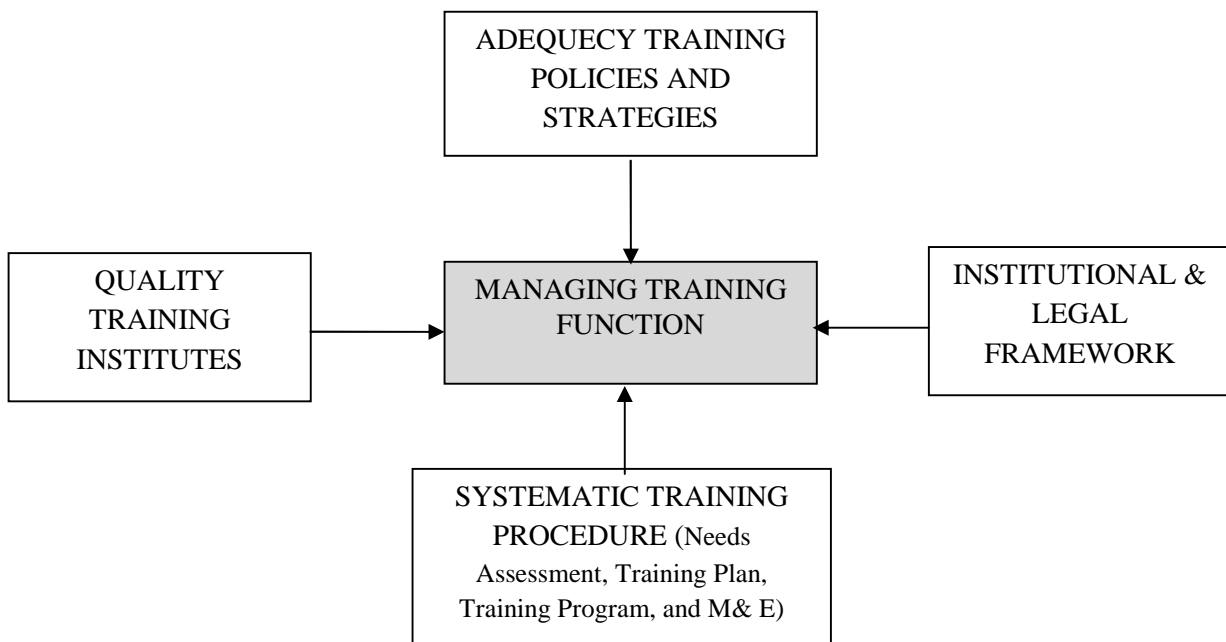 ADEQUECY TRAINING
POLICIES AND
STRATEGIES
QUALITY
TRAINING
INSTITUTES
MANAGING TRAINING
FUNCTION
INSTITUTIONAL &
LEGAL
FRAMEWORK
SYSTEMATIC TRAINING
PROCEDURE (Needs
Assessment, Training Plan,
Training Program, and M& E)